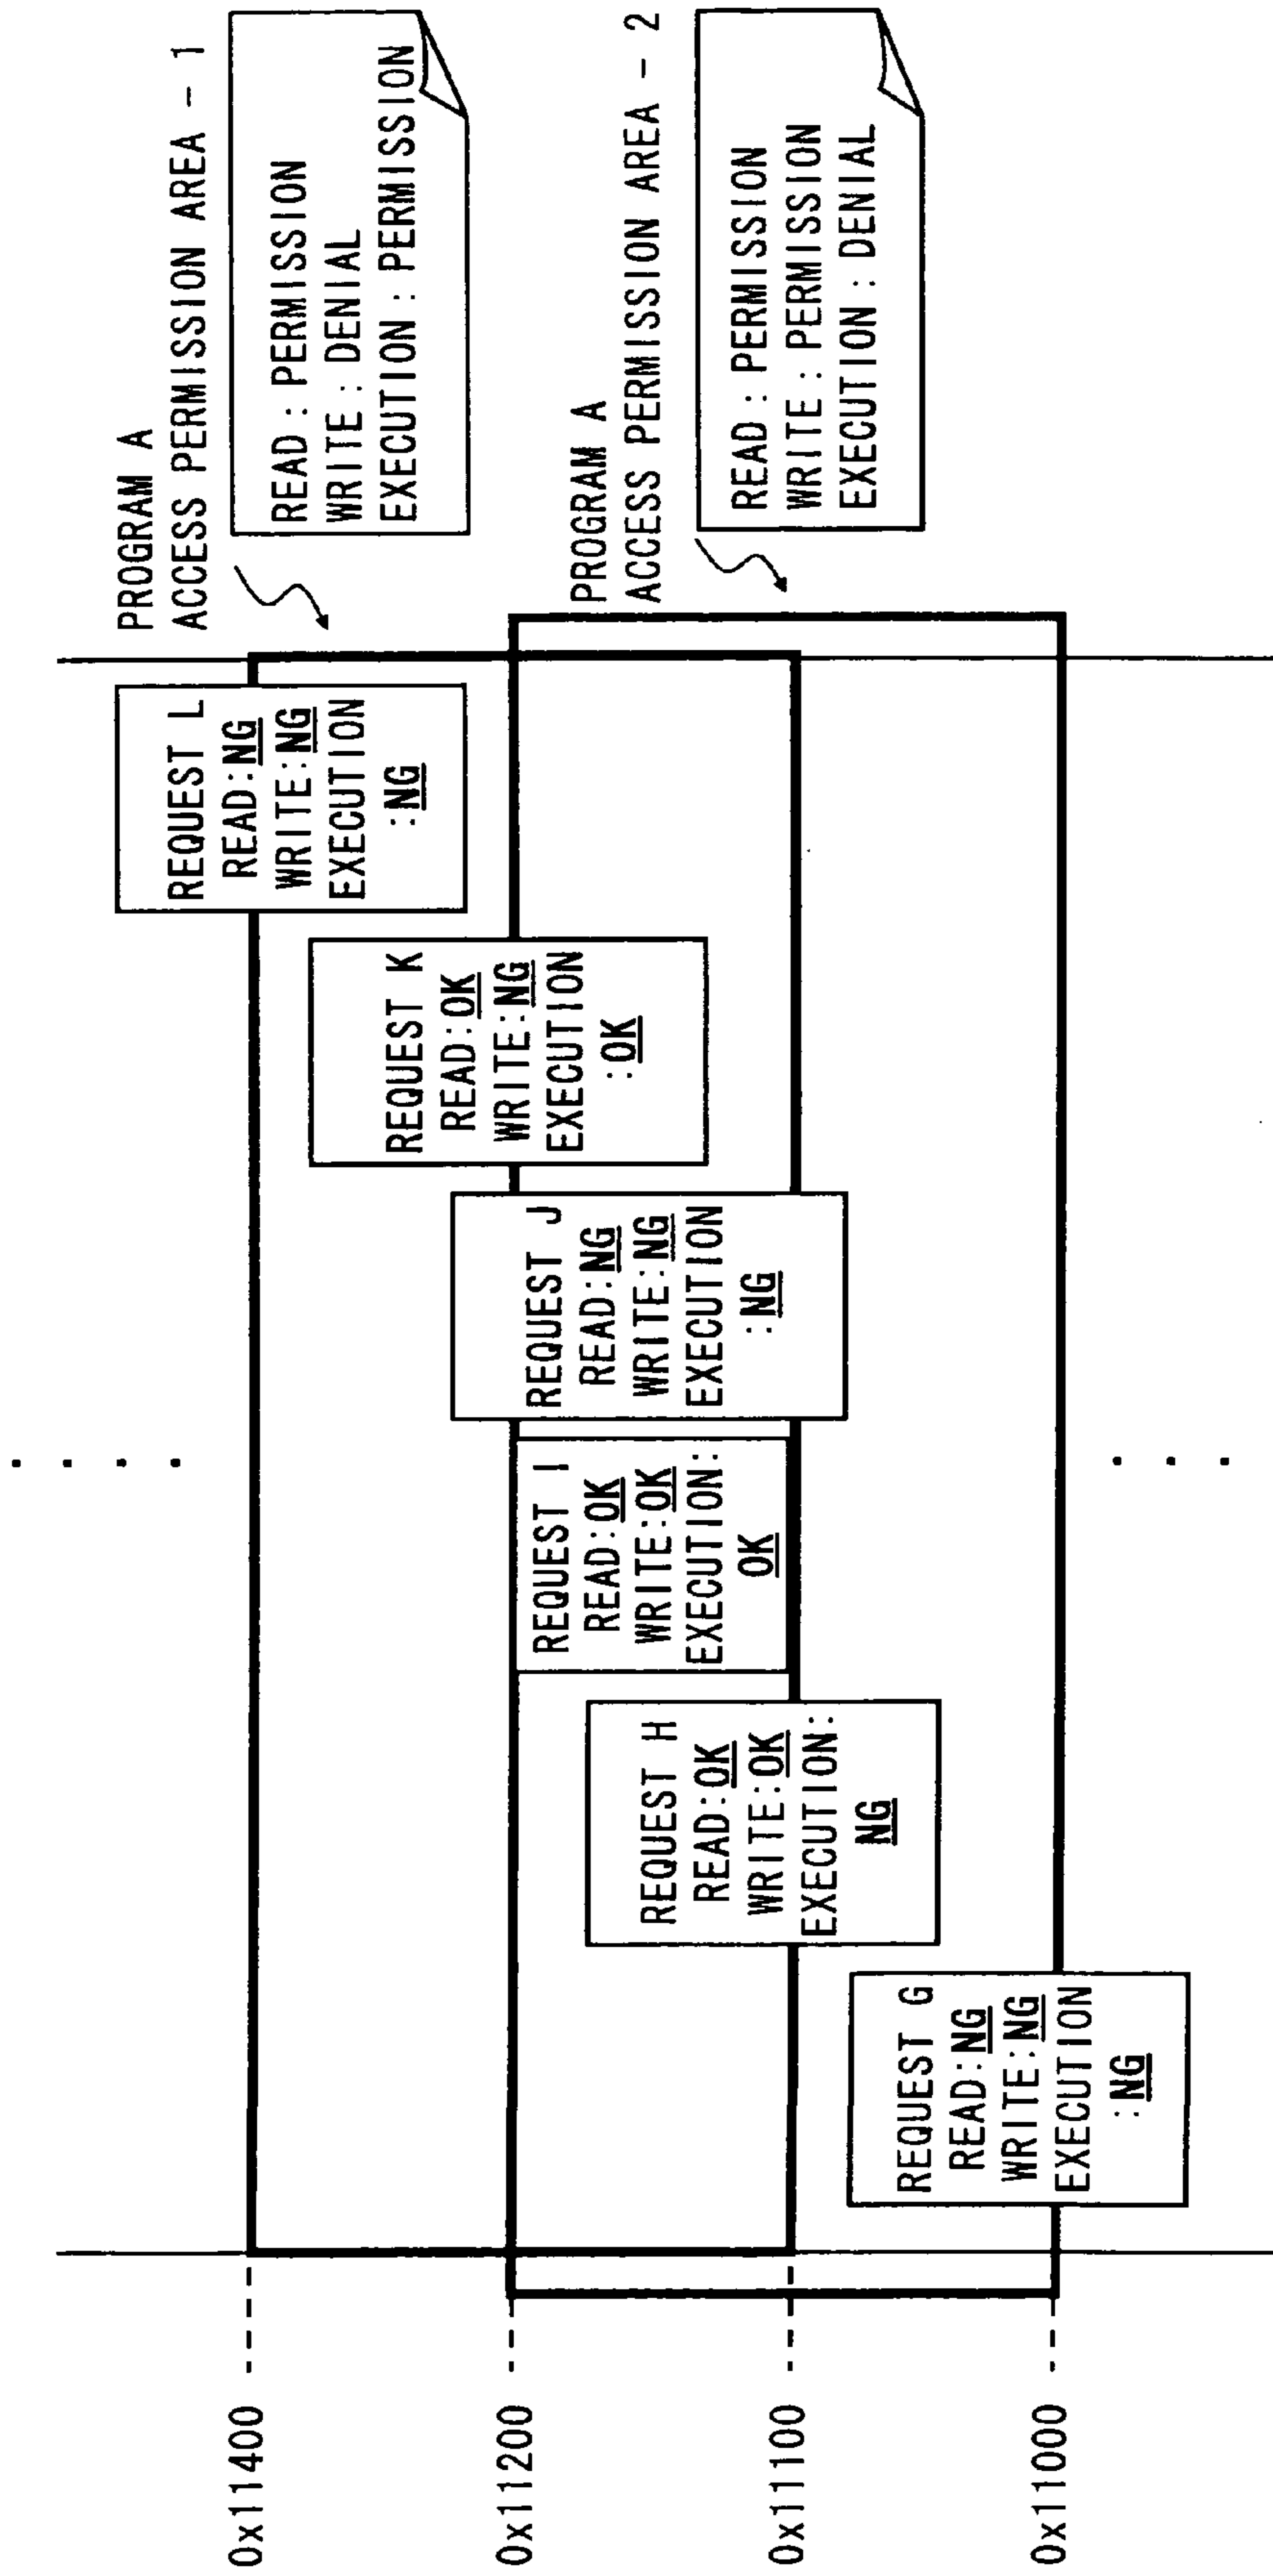 PROGRAM A
ACCESS PERMISSION AREA - 1
READ : PERMISSION
WRITE : DENIAL
EXECUTION : PERMISSION
PROGRAM A
ACCESS PERMISSION AREA - 2
READ : PERMISSION
WRITE : PERMISSION
EXECUTION : DENIAL
0x11400
0x11200
0x11100
0x11000
REQUEST G
READ:NG
WRITE:NG
EXECUTION
:NG
REQUEST H
READ:OK
WRITE:OK
EXECUTION:
NG
REQUEST I
READ:OK
WRITE:OK
EXECUTION:
OK
REQUEST J
READ:NG
WRITE:NG
EXECUTION
:NG
REQUEST K
READ:OK
WRITE:NG
EXECUTION
:OK
REQUEST L
READ:NG
WRITE:NG
EXECUTION
:NG